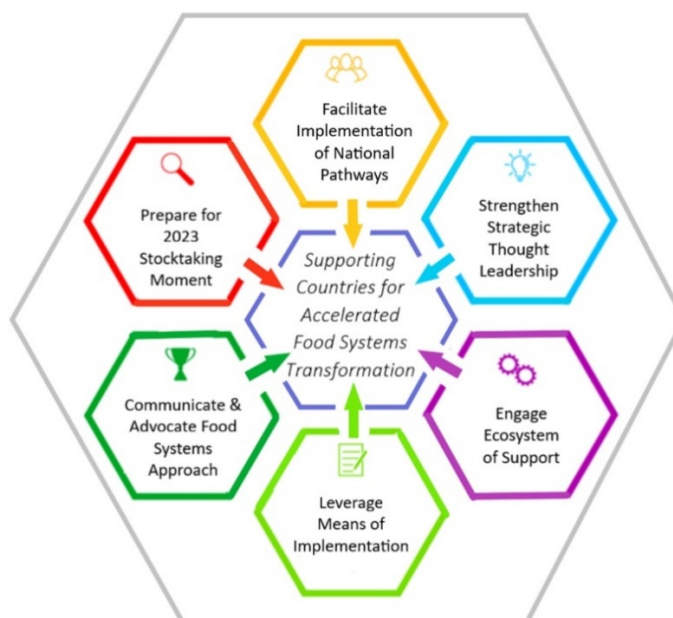 Facilitate
Implementation
of National
Pathways
Prepare for
2023
Stocktaking
Moment
Strengthen
Strategic
Thought
Leadership
Supporting
Countries for
Accelerated
Food Systems
Transformation
Communicate &
Advocate Food
Systems
Approach
Engage
Ecosystem
of Support
Leverage
Means of
Implementation